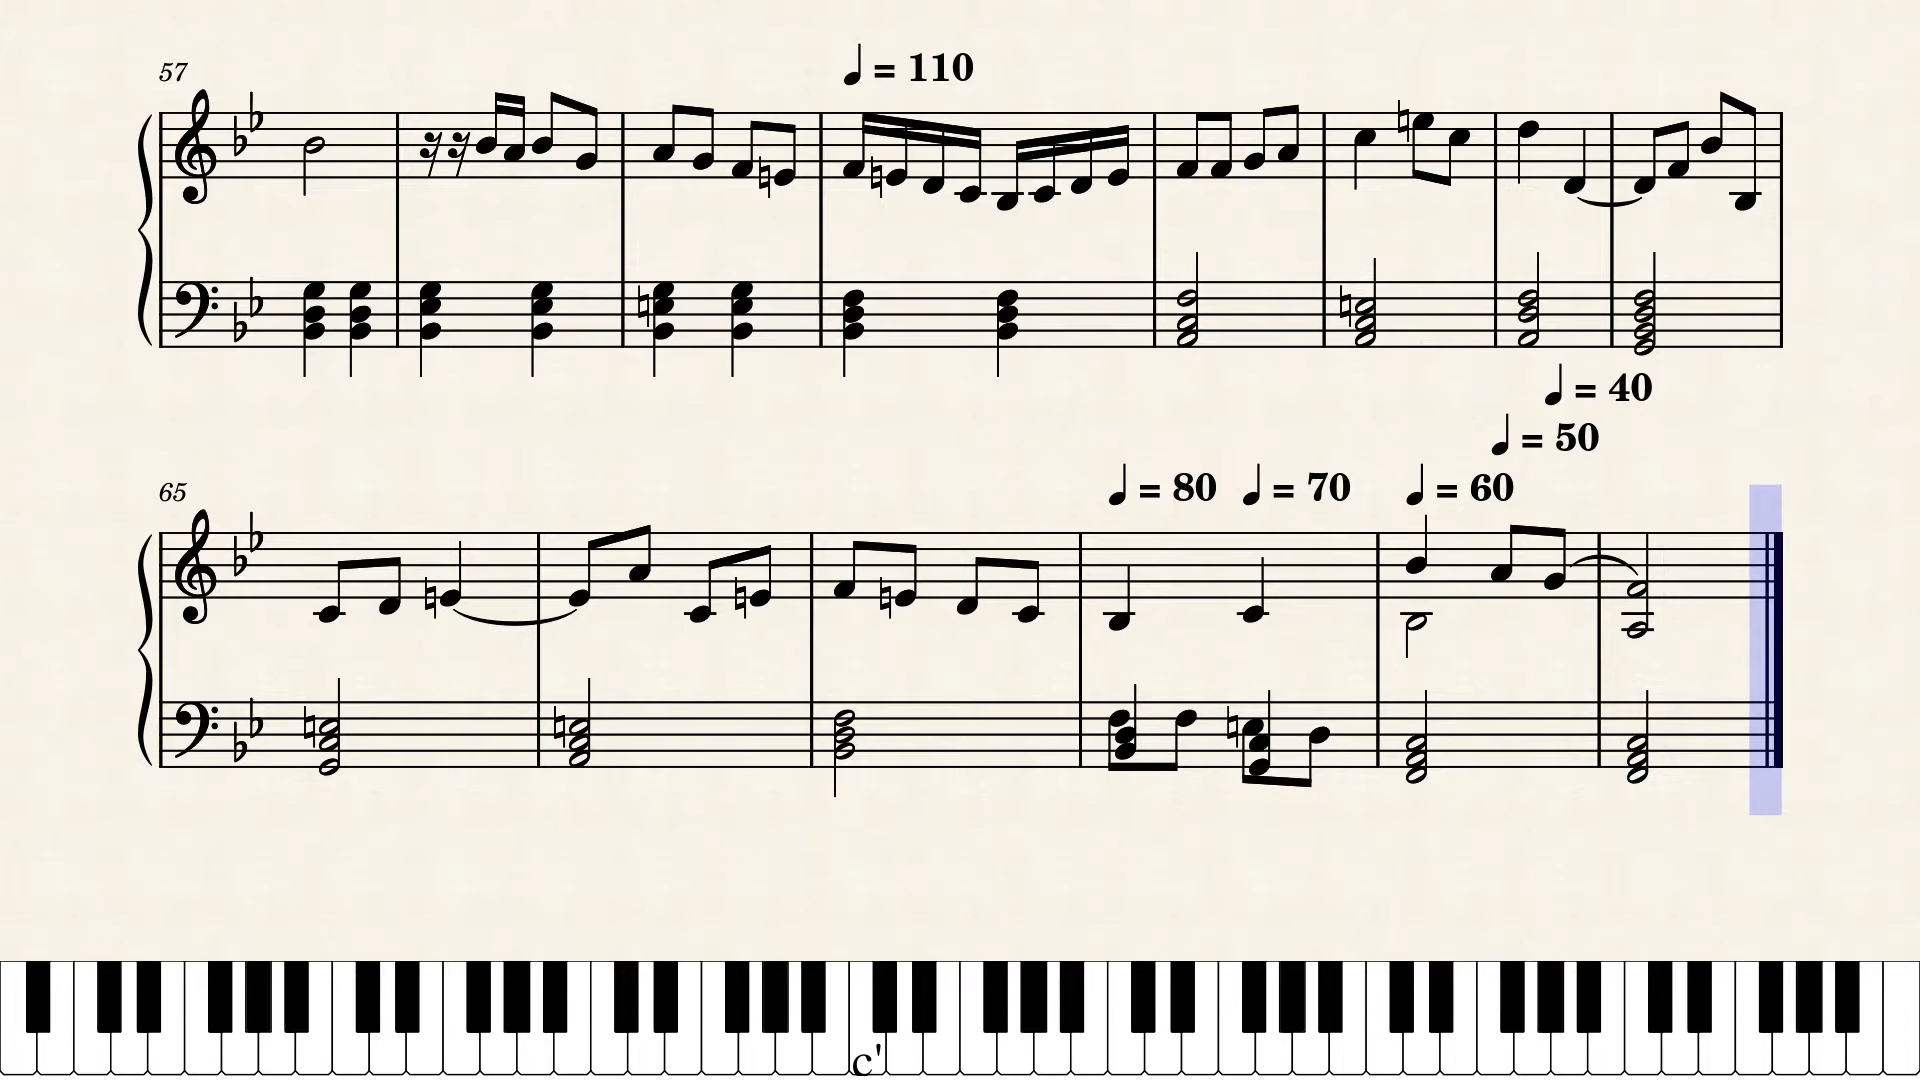 57
♩ = 110
♩ = 40
♩ = 50
65
♩ = 80 ♩ = 70 ♩ = 60
c'